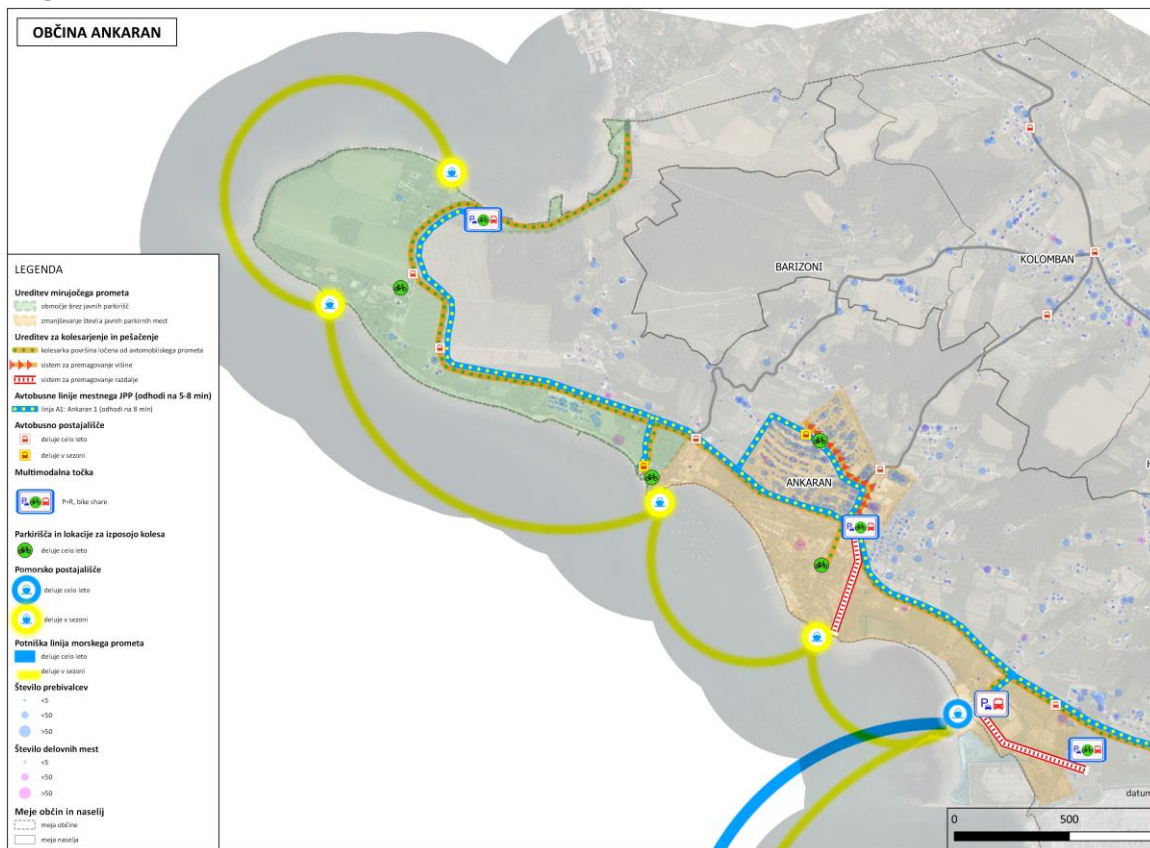 OBČINA ANKARAN
BARIZONI
KOLOMBAN
ANKARAN
LEGENDA
Ureditev mirujočega prometa
območje brez javnih parkirišč
zmanjševanje števila javnih parkirnih mest
Ureditev za kolesarjenje in pešačenje
kolesarka površina ločena od avtomobilskega prometa
sistem za premagovanje višine
sistem za premagovanje razdalje
Avtobusne linije mestnega JPP (odhodi na 5-8 min)
linja A1: Ankaran 1 (odhodi na 8 min)
Avtobusno postajališče
deluje celo leto
deluje v sezoni
Multimodalna točka
P+R, bike share
Parkirišča in lokacije za izposojo kolesa
deluje celo leto
Pomorsko postajališče
deluje celo leto
deluje v sezoni
Potniška linija morskega prometa
deluje celo leto
deluje v sezoni
Število prebivalcev
<5
<50
>50
Število delovnih mest
<5
<50
>50
Meje občin in naselij
meja občine
meja naselja
datum
0 500